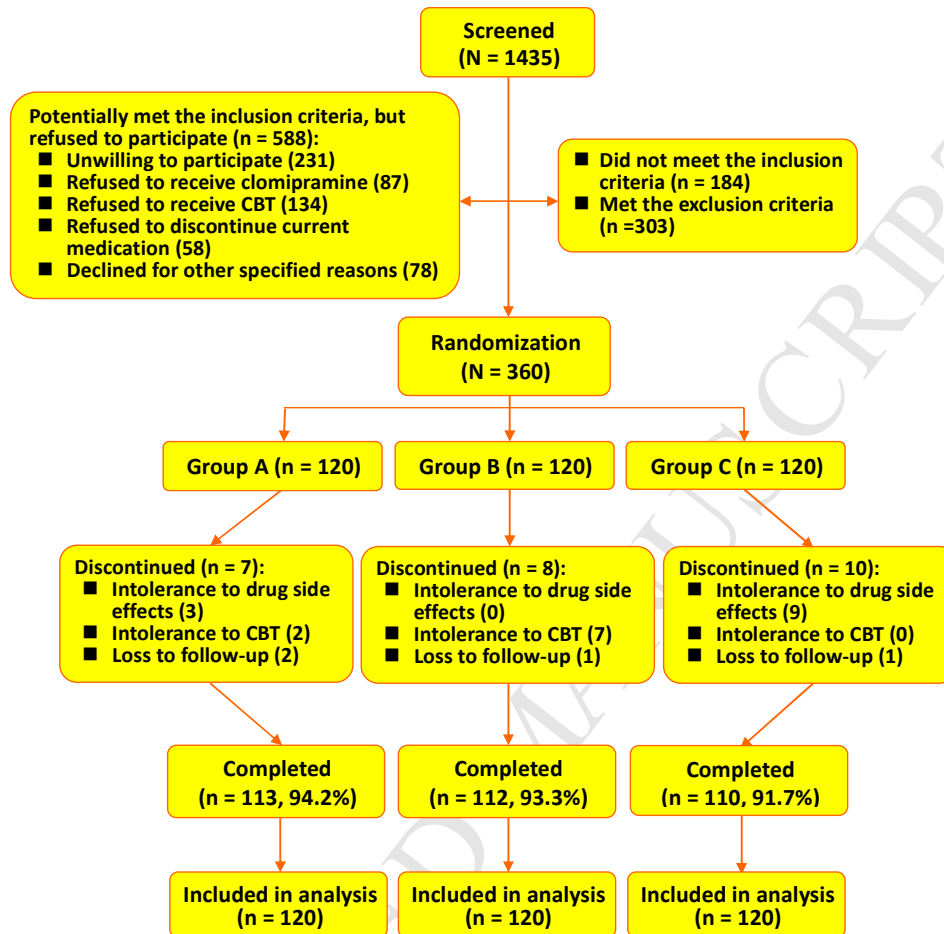 Screened
(N = 1435)
Potentially met the inclusion criteria, but
refused to participate (n = 588):
■ Unwilling to participate (231)
■ Refused to receive clomipramine (87)
■ Refused to receive CBT (134)
■ Refused to discontinue current
medication (58)
■ Declined for other specified reasons (78)
■ Did not meet the inclusion
criteria (n = 184)
■ Met the exclusion criteria
(n =303)
Randomization
(N = 360)
Group A (n = 120)
Group B (n = 120)
Group C (n = 120)
Discontinued (n = 7):
■ Intolerance to drug side
effects (3)
■ Intolerance to CBT (2)
■ Loss to follow-up (2)
Discontinued (n = 8):
■ Intolerance to drug side
effects (0)
■ Intolerance to CBT (7)
■ Loss to follow-up (1)
Discontinued (n = 10):
■ Intolerance to drug side
effects (9)
■ Intolerance to CBT (0)
■ Loss to follow-up (1)
Completed
(n = 113, 94.2%)
Completed
(n = 112, 93.3%)
Completed
(n = 110, 91.7%)
Included in analysis
(n = 120)
Included in analysis
(n = 120)
Included in analysis
(n = 120)